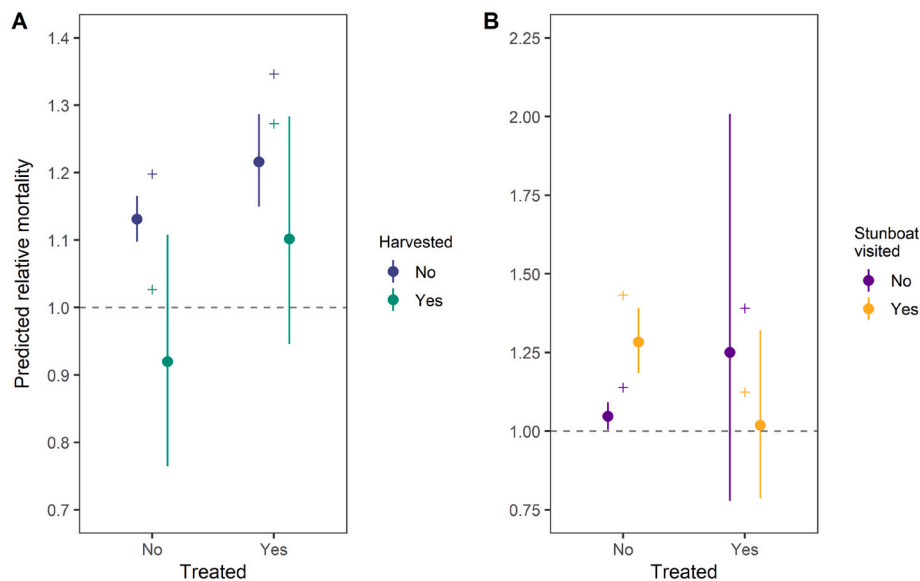 A
Predicted relative mortality
1.4
1.3
1.2
1.1
1.0
0.9
0.8
0.7
No
Yes
Treated
Harvested
No
Yes
B
2.25
2.00
1.75
1.50
1.25
1.00
0.75
No
Yes
Treated
Stunboat
visited
No
Yes